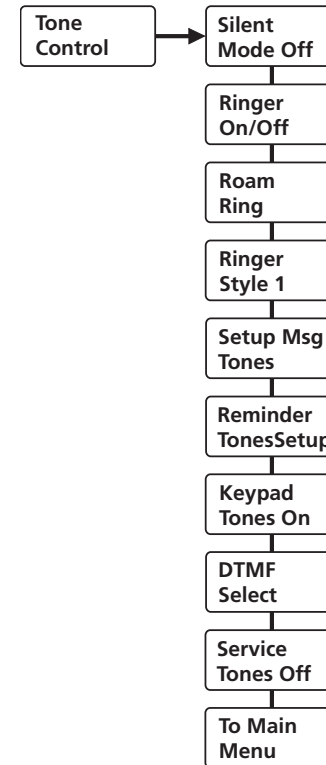 Tone
Control
Silent
Mode Off
Ringer
On/Off
Roam
Ring
Ringer
Style 1
Setup Msg
Tones
Reminder
TonesSetup
Keypad
Tones On
DTMF
Select
Service
Tones Off
To Main
Menu